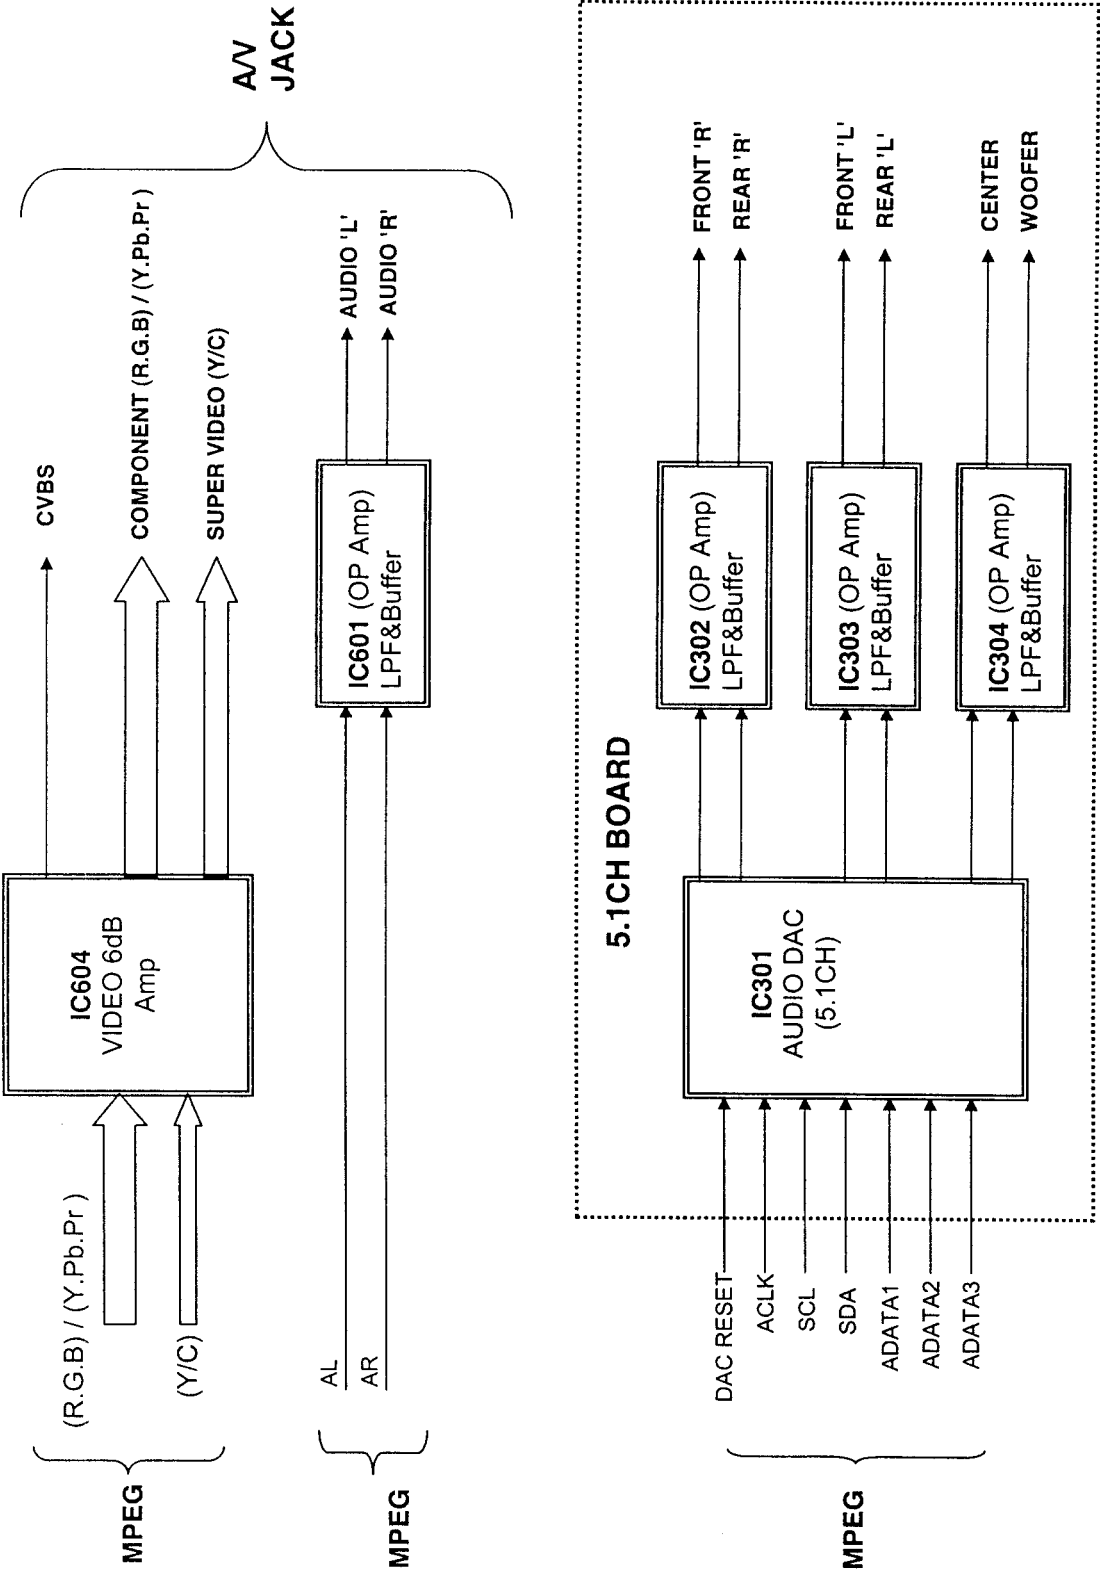 MPEG
(R.G.B) / (Y.Pb.Pr )
(Y/C)
IC604
VIDEO 6dB
Amp
CVBS
COMPONENT (R.G.B) / (Y.Pb.Pr )
SUPER VIDEO (Y/C)
A/V
JACK
MPEG
AL
AR
IC601 (OP Amp)
LPF&Buffer
AUDIO 'L'
AUDIO 'R'
5.1CH BOARD
MPEG
DAC RESET
ACLK
SCL
SDA
ADATA1
ADATA2
ADATA3
IC301
AUDIO DAC
(5.1CH)
IC302 (OP Amp)
LPF&Buffer
FRONT 'R'
REAR 'R'
IC303 (OP Amp)
LPF&Buffer
FRONT 'L'
REAR 'L'
IC304 (OP Amp)
LPF&Buffer
CENTER
WOOFER